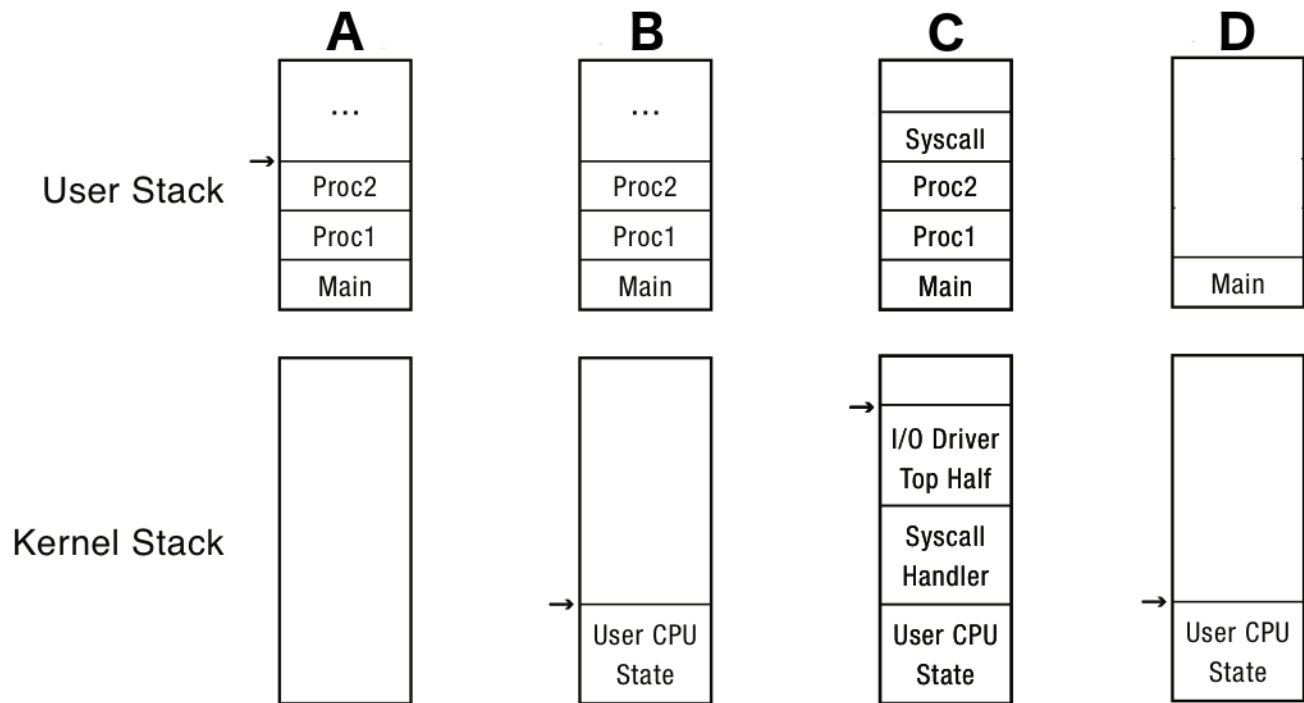 A B C D
... ... Syscall
User Stack → Proc2 Proc2 Proc2
Proc1 Proc1 Proc1
Main Main Main Main
Kernel Stack
→ I/O Driver
Top Half
Syscall
Handler
→ User CPU → User CPU → User CPU
State State State